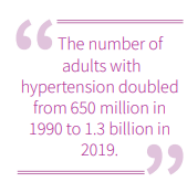 The number of
adults with
hypertension doubled
from 650 million in
1990 to 1.3 billion in
2019.